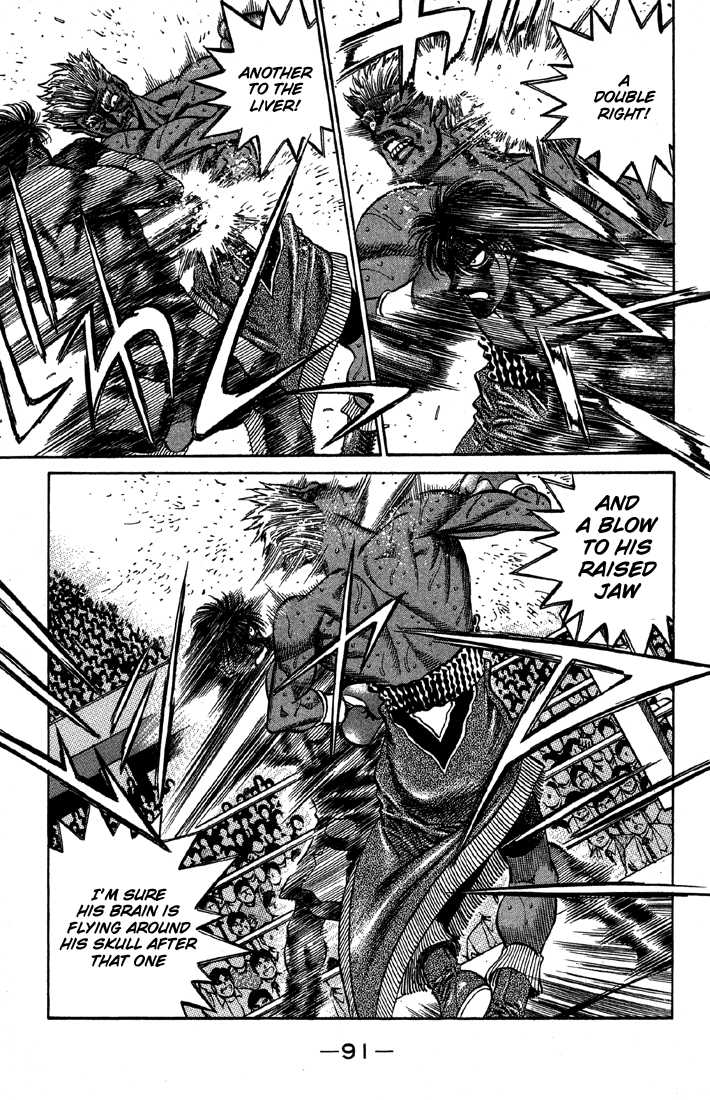 A
DOUBLE
RIGHT!
ANOTHER
TO THE
LIVER!
AND
A BLOW
TO HIS
RAISED
JAW
I'M SURE
HIS BRAIN IS
FLYING AROUND
HIS SKULL AFTER
THAT ONE
—91—